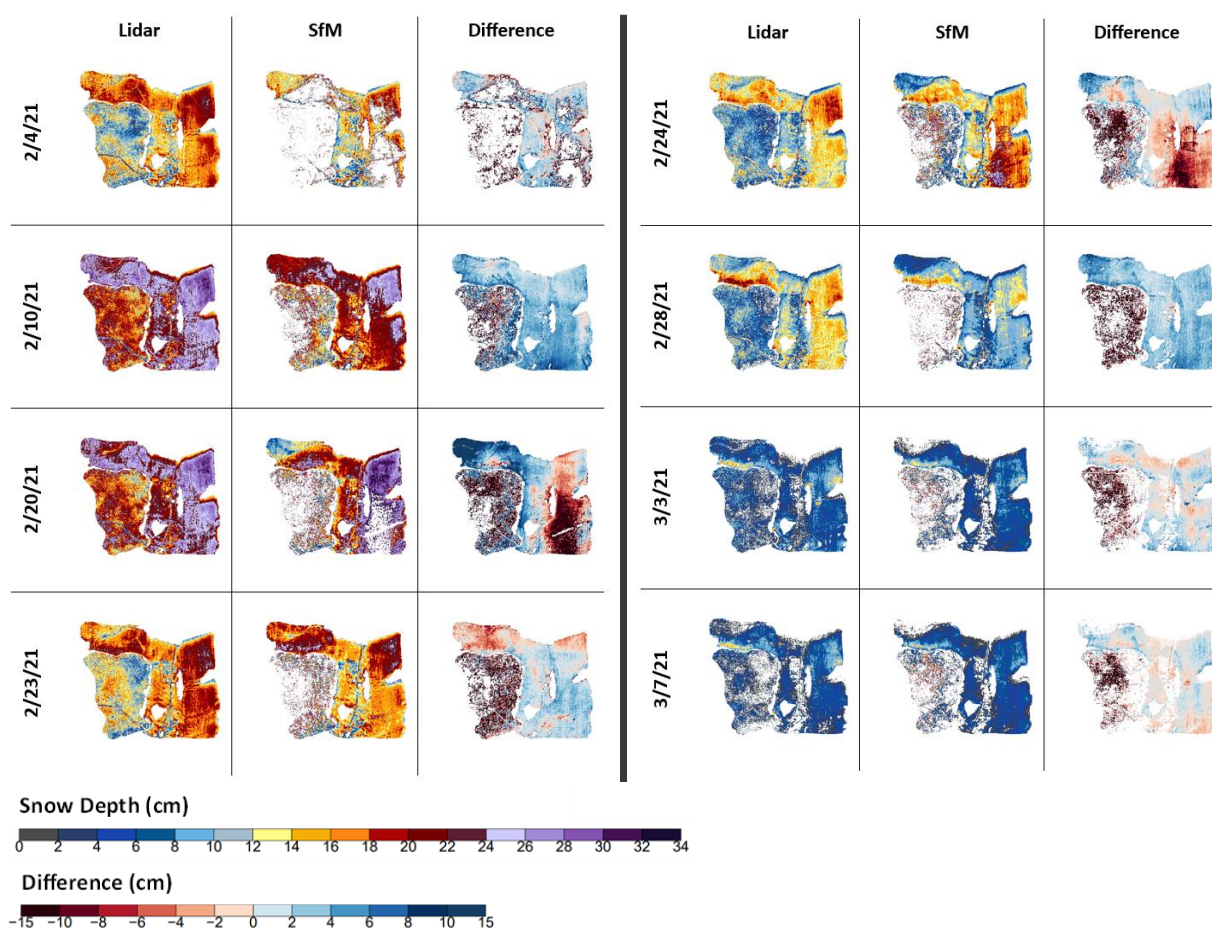 Lidar SfM Difference Lidar SfM Difference
2/4/21 2/24/21
2/10/21 2/28/21
2/20/21 3/3/21
2/23/21 3/7/21
Snow Depth (cm)
0 2 4 6 8 10 12 14 16 18 20 22 24 26 28 30 32 34
Difference (cm)
−15 −10 −8 −6 −4 −2 0 2 4 6 8 10 15